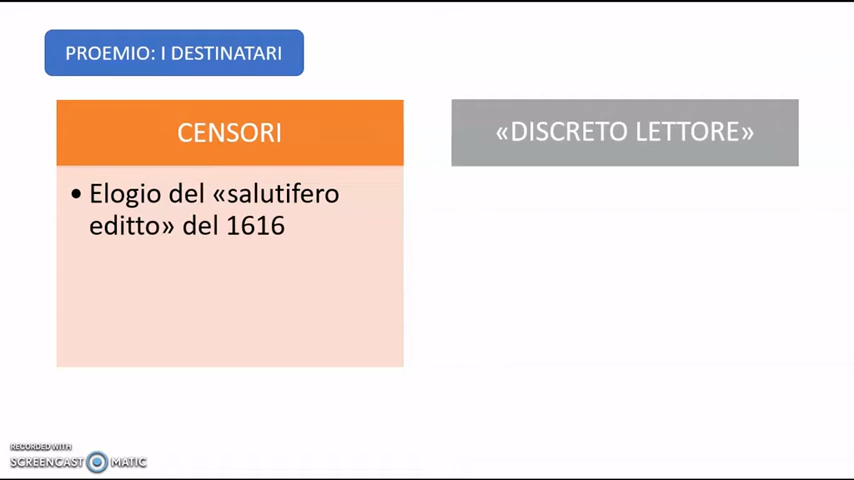 PROEMIO: I DESTINATARI
CENSORI
«DISCRETO LETTORE»
• Elogio del «salutifero
editto» del 1616
RECORDED WITH
SCREENCAST MATIC